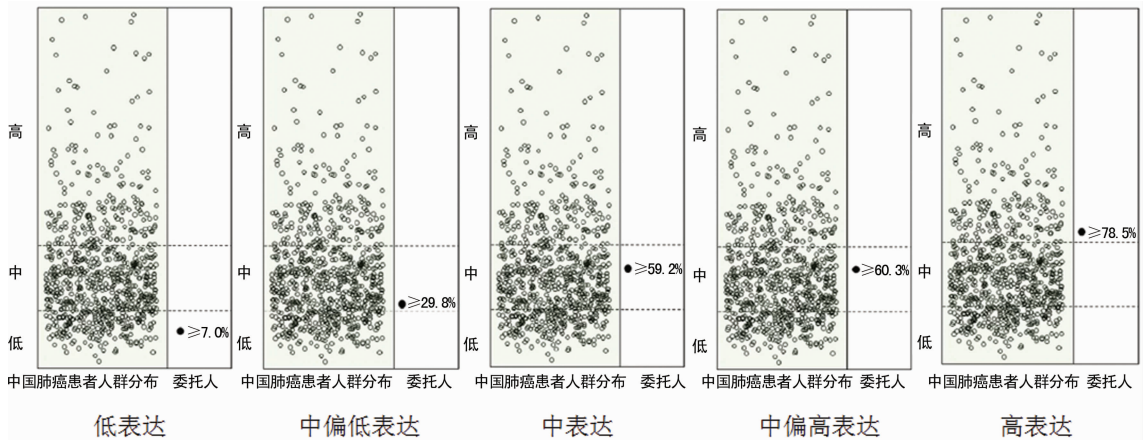 高 高 高 高 高
≥78.5%
中 中 中 ≥59.2% 中 ≥60.3% 中
≥29.8%
≥7.0%
低 低 低 低 低
中国肺癌患者人群分布 委托人 中国肺癌患者人群分布 委托人 中国肺癌患者人群分布 委托人 中国肺癌患者人群分布 委托人 中国肺癌患者人群分布 委托人
低表达 中偏低表达 中表达 中偏高表达 高表达